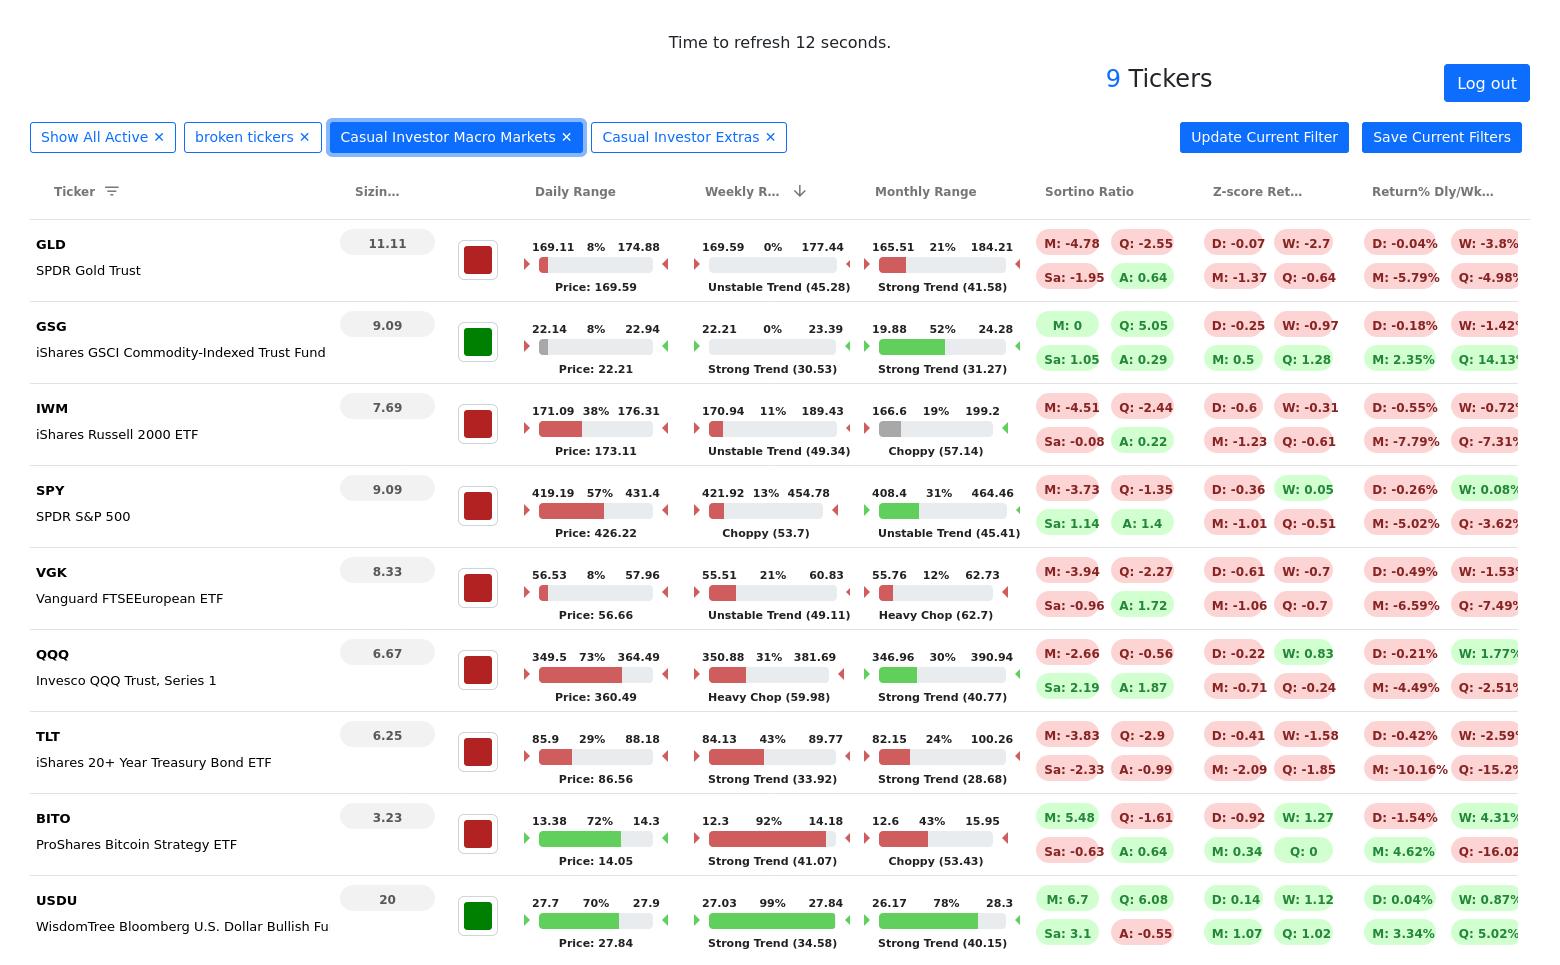 Time to refresh 12 seconds.
9 Tickers
Log out
Show All Active ✕ broken tickers ✕ Casual Investor Macro Markets ✕ Casual Investor Extras ✕ Update Current Filter Save Current Filters
Ticker Sizin... Daily Range Weekly R... Monthly Range Sortino Ratio Z-score Ret... Return% Dly/Wk...
GLD 11.11 169.11 8% 174.88 169.59 0% 177.44 165.51 21% 184.21 M: -4.78 Q: -2.55 D: -0.07 W: -2.7 D: -0.04% W: -3.8%
SPDR Gold Trust Sa: -1.95 A: 0.64 M: -1.37 Q: -0.64 M: -5.79% Q: -4.98%
Price: 169.59 Unstable Trend (45.28) Strong Trend (41.58)
GSG 9.09 22.14 8% 22.94 22.21 0% 23.39 19.88 52% 24.28 M: 0 Q: 5.05 D: -0.25 W: -0.97 D: -0.18% W: -1.42%
iShares GSCI Commodity-Indexed Trust Fund Sa: 1.05 A: 0.29 M: 0.5 Q: 1.28 M: 2.35% Q: 14.13%
Price: 22.21 Strong Trend (30.53) Strong Trend (31.27)
IWM 7.69 171.09 38% 176.31 170.94 11% 189.43 166.6 19% 199.2 M: -4.51 Q: -2.44 D: -0.6 W: -0.31 D: -0.55% W: -0.72%
iShares Russell 2000 ETF Sa: -0.08 A: 0.22 M: -1.23 Q: -0.61 M: -7.79% Q: -7.31%
Price: 173.11 Unstable Trend (49.34) Choppy (57.14)
SPY 9.09 419.19 57% 431.4 421.92 13% 454.78 408.4 31% 464.46 M: -3.73 Q: -1.35 D: -0.36 W: 0.05 D: -0.26% W: 0.08%
SPDR S&P 500 Sa: 1.14 A: 1.4 M: -1.01 Q: -0.51 M: -5.02% Q: -3.62%
Price: 426.22 Choppy (53.7) Unstable Trend (45.41)
VGK 8.33 56.53 8% 57.96 55.51 21% 60.83 55.76 12% 62.73 M: -3.94 Q: -2.27 D: -0.61 W: -0.7 D: -0.49% W: -1.53%
Vanguard FTSEEuropean ETF Sa: -0.96 A: 1.72 M: -1.06 Q: -0.7 M: -6.59% Q: -7.49%
Price: 56.66 Unstable Trend (49.11) Heavy Chop (62.7)
QQQ 6.67 349.5 73% 364.49 350.88 31% 381.69 346.96 30% 390.94 M: -2.66 Q: -0.56 D: -0.22 W: 0.83 D: -0.21% W: 1.77%
Invesco QQQ Trust, Series 1 Sa: 2.19 A: 1.87 M: -0.71 Q: -0.24 M: -4.49% Q: -2.51%
Price: 360.49 Heavy Chop (59.98) Strong Trend (40.77)
TLT 6.25 85.9 29% 88.18 84.13 43% 89.77 82.15 24% 100.26 M: -3.83 Q: -2.9 D: -0.41 W: -1.58 D: -0.42% W: -2.59%
iShares 20+ Year Treasury Bond ETF Sa: -2.33 A: -0.99 M: -2.09 Q: -1.85 M: -10.16% Q: -15.2%
Price: 86.56 Strong Trend (33.92) Strong Trend (28.68)
BITO 3.23 13.38 72% 14.3 12.3 92% 14.18 12.6 43% 15.95 M: 5.48 Q: -1.61 D: -0.92 W: 1.27 D: -1.54% W: 4.31%
ProShares Bitcoin Strategy ETF Sa: -0.63 A: 0.64 M: 0.34 Q: 0 M: 4.62% Q: -16.02
Price: 14.05 Strong Trend (41.07) Choppy (53.43)
USDU 20 27.7 70% 27.9 27.03 99% 27.84 26.17 78% 28.3 M: 6.7 Q: 6.08 D: 0.14 W: 1.12 D: 0.04% W: 0.87%
WisdomTree Bloomberg U.S. Dollar Bullish Fu Sa: 3.1 A: -0.55 M: 1.07 Q: 1.02 M: 3.34% Q: 5.02%
Price: 27.84 Strong Trend (34.58) Strong Trend (40.15)